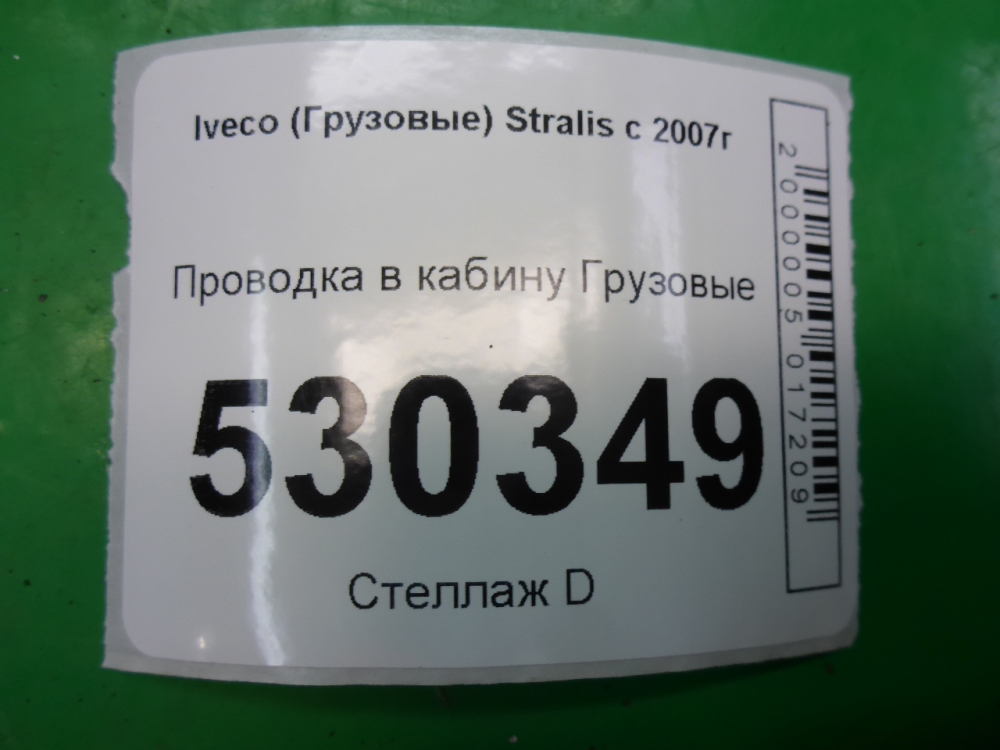 Iveco (Грузовые) Stralis с 2007г
Проводка в кабину Грузовые
530349
Стеллаж D
2000005017209